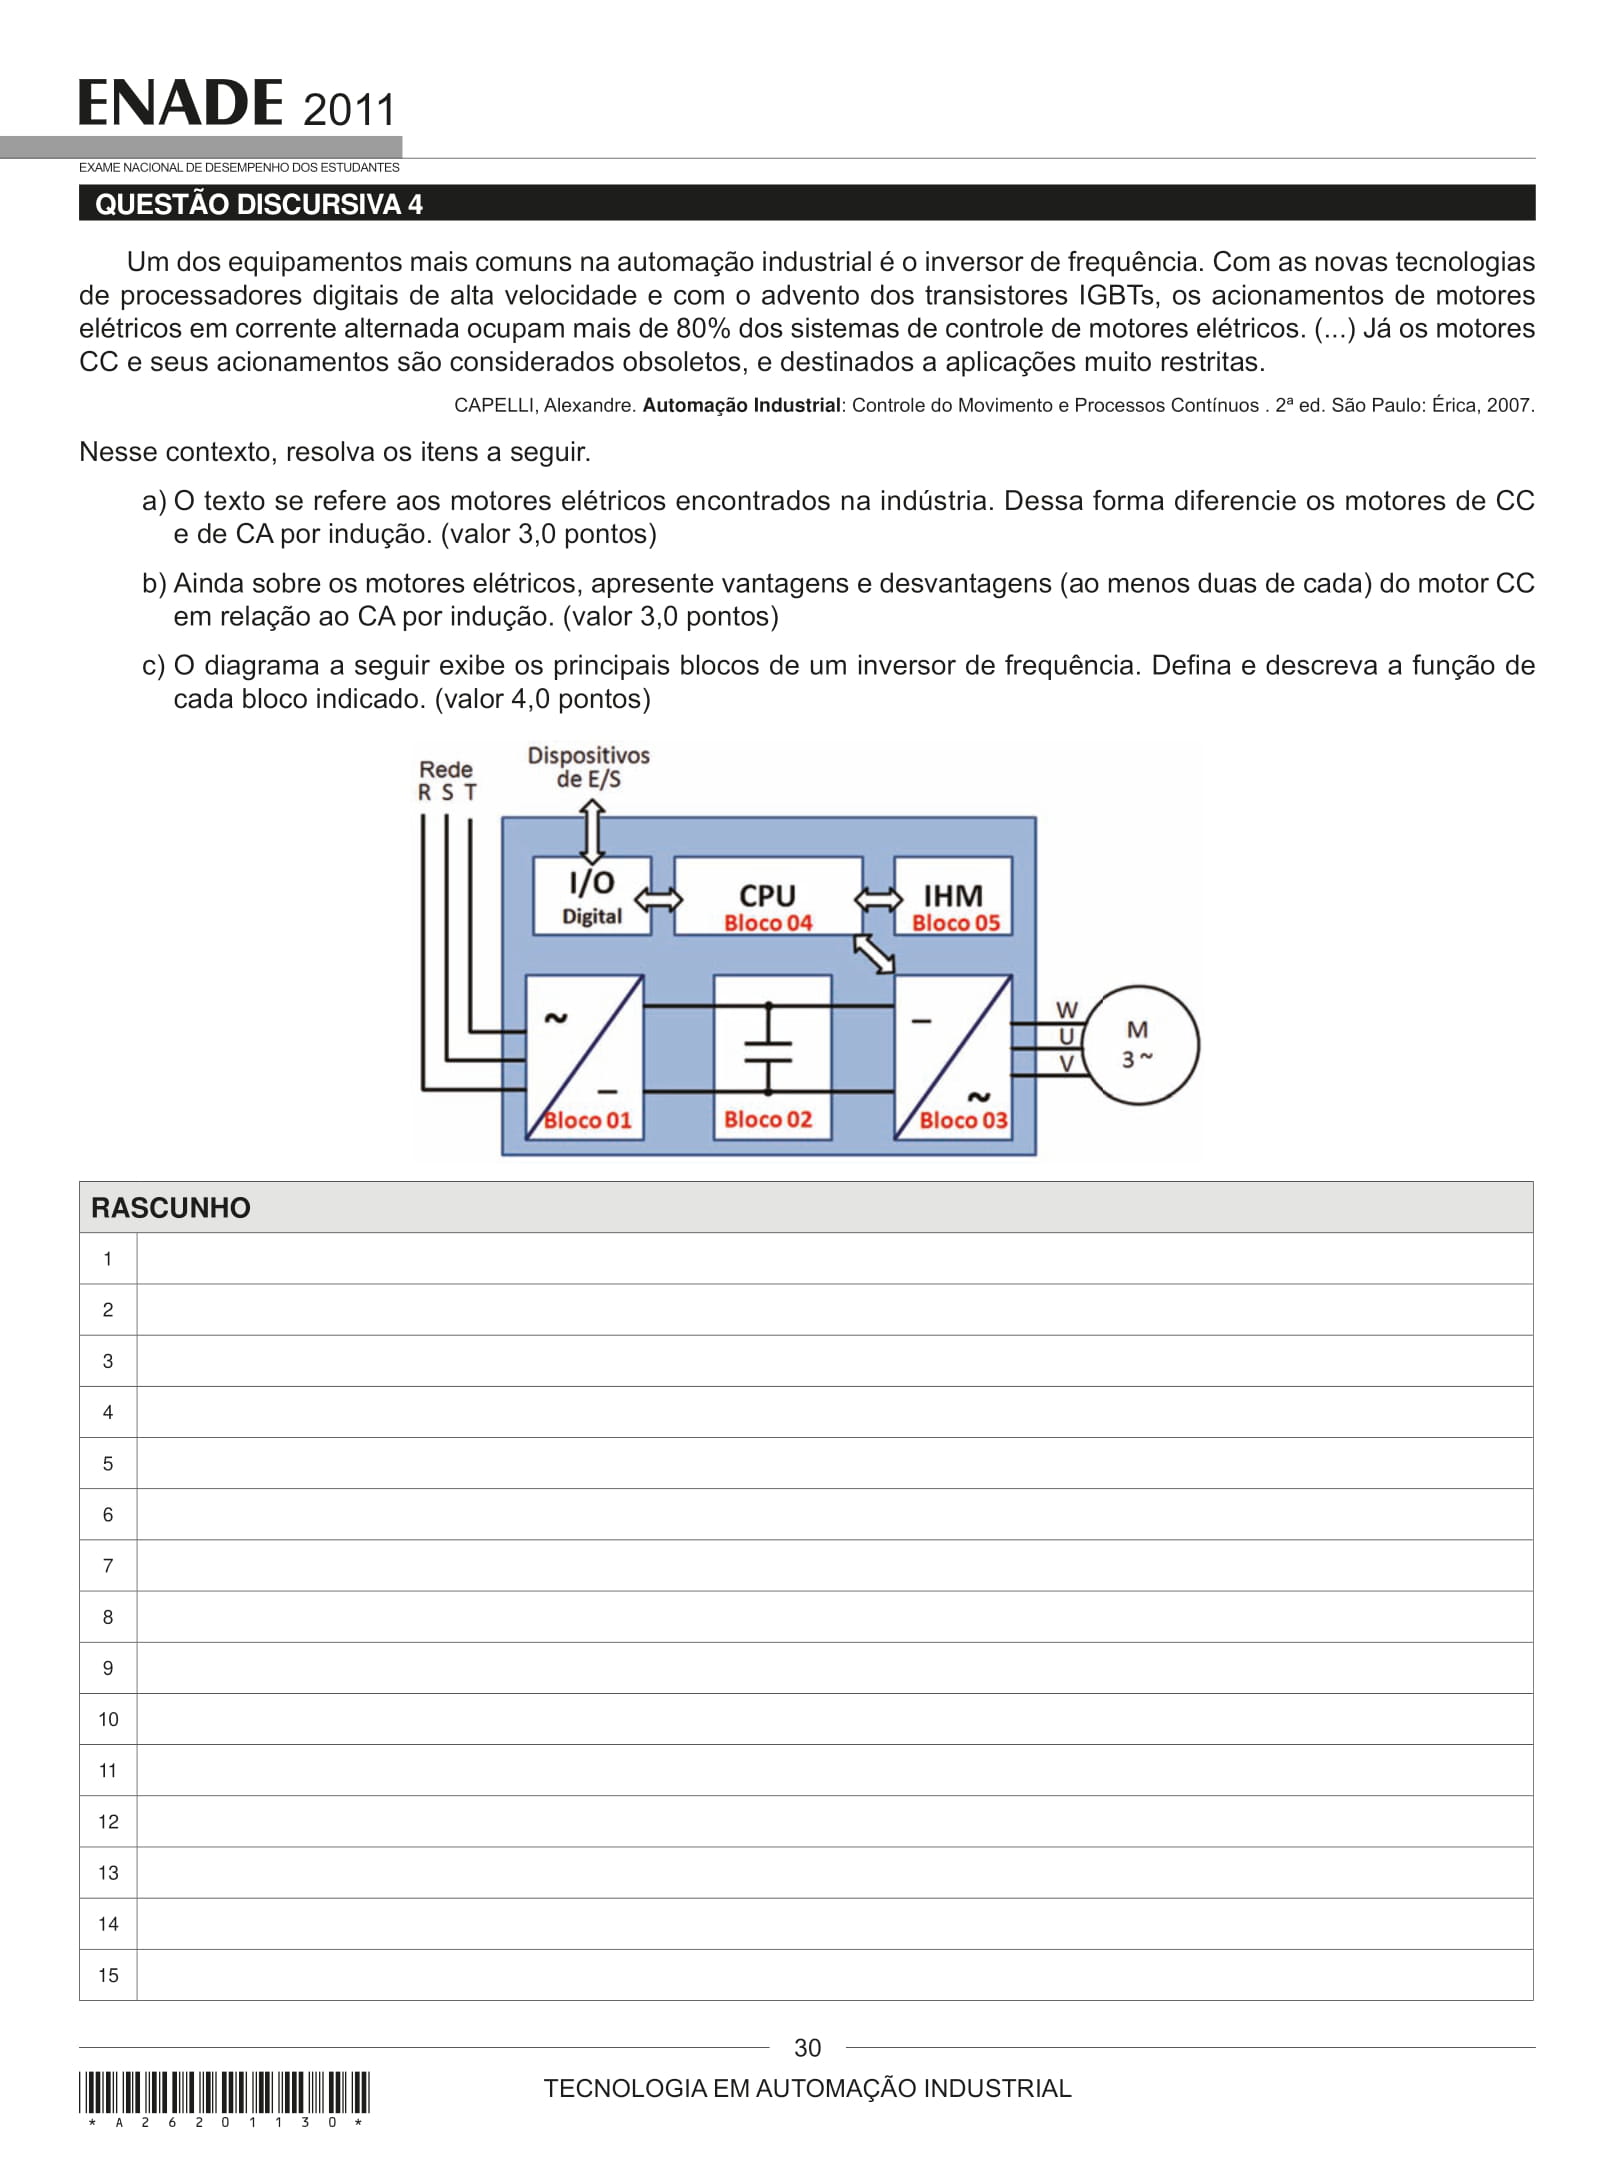 ENADE 2011
EXAME NACIONAL DE DESEMPENHO DOS ESTUDANTES
QUESTÃO DISCURSIVA 4
Um dos equipamentos mais comuns na automação industrial é o inversor de frequência. Com as novas tecnologias
de processadores digitais de alta velocidade e com o advento dos transistores IGBTs, os acionamentos de motores
elétricos em corrente alternada ocupam mais de 80% dos sistemas de controle de motores elétricos. (...) Já os motores
CC e seus acionamentos são considerados obsoletos, e destinados a aplicações muito restritas.
CAPELLI, Alexandre. Automação Industrial: Controle do Movimento e Processos Contínuos . 2ª ed. São Paulo: Érica, 2007.
Nesse contexto, resolva os itens a seguir.
a) O texto se refere aos motores elétricos encontrados na indústria. Dessa forma diferencie os motores de CC
e de CA por indução. (valor 3,0 pontos)
b) Ainda sobre os motores elétricos, apresente vantagens e desvantagens (ao menos duas de cada) do motor CC
em relação ao CA por indução. (valor 3,0 pontos)
c) O diagrama a seguir exibe os principais blocos de um inversor de frequência. Defina e descreva a função de
cada bloco indicado. (valor 4,0 pontos)
Dispositivos
de E/S
Rede
R S T
I/O
Digital
CPU
Bloco 04
IHM
Bloco 05
~
–
Bloco 01
Bloco 02
–
~
Bloco 03
W
U
V
M
3 ~
RASCUNHO
1
2
3
4
5
6
7
8
9
10
11
12
13
14
15
30
TECNOLOGIA EM AUTOMAÇÃO INDUSTRIAL
* A 2 6 2 0 1 1 3 0 *